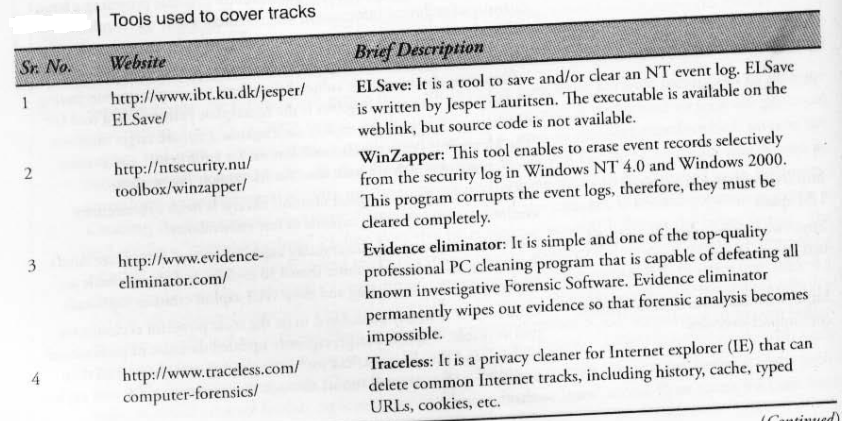 Tools used to cover tracks
Sr. No. Website Brief Description
1 http://www.ibt.ku.dk/jesper/ ELSave: It is a tool to save and/or clear an NT event log. ELSave
ELSave/ is written by Jesper Lauritsen. The executable is available on the
weblink, but source code is not available.
2 http://ntsecurity.nu/ WinZapper: This tool enables to erase event records selectively
toolbox/winzapper/ from the security log in Windows NT 4.0 and Windows 2000.
This program corrupts the event logs, therefore, they must be
cleared completely.
3 http://www.evidence- Evidence eliminator: It is simple and one of the top-quality
eliminator.com/ professional PC cleaning program that is capable of defeating all
known investigative Forensic Software. Evidence eliminator
permanently wipes out evidence so that forensic analysis becomes
impossible.
4 http://www.traceless.com/ Traceless: It is a privacy cleaner for Internet explorer (IE) that can
computer-forensics/ delete common Internet tracks, including history, cache, typed
URLs, cookies, etc.
(Continued)